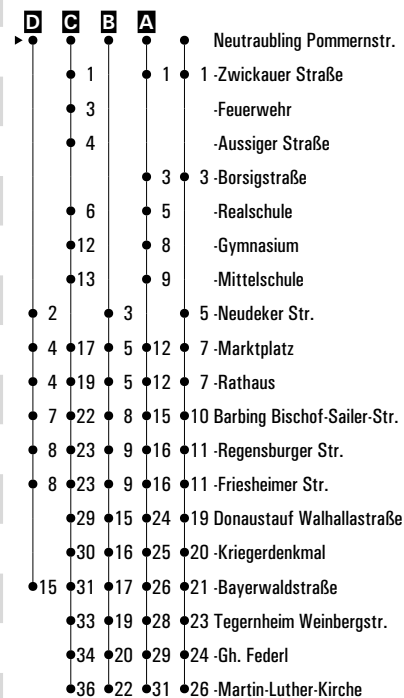 D C B A
Neutraubling Pommernstr.
1 1 1 -Zwickauer Straße
3 -Feuerwehr
4 -Aussiger Straße
3 3 -Borsigstraße
6 5 -Realschule
12 8 -Gymnasium
13 9 -Mittelschule
2 3 5 -Neudeker Str.
4 17 5 12 7 -Marktplatz
4 19 5 12 7 -Rathaus
7 22 8 15 10 Barbing Bischof-Sailer-Str.
8 23 9 16 11 -Regensburger Str.
8 23 9 16 11 -Friesheimer Str.
29 15 24 19 Donaustauf Walhallastraße
30 16 25 20 -Kriegerdenkmal
15 31 17 26 21 -Bayerwaldstraße
33 19 28 23 Tegernheim Weinbergstr.
34 20 29 24 -Gh. Federl
36 22 31 26 -Martin-Luther-Kirche